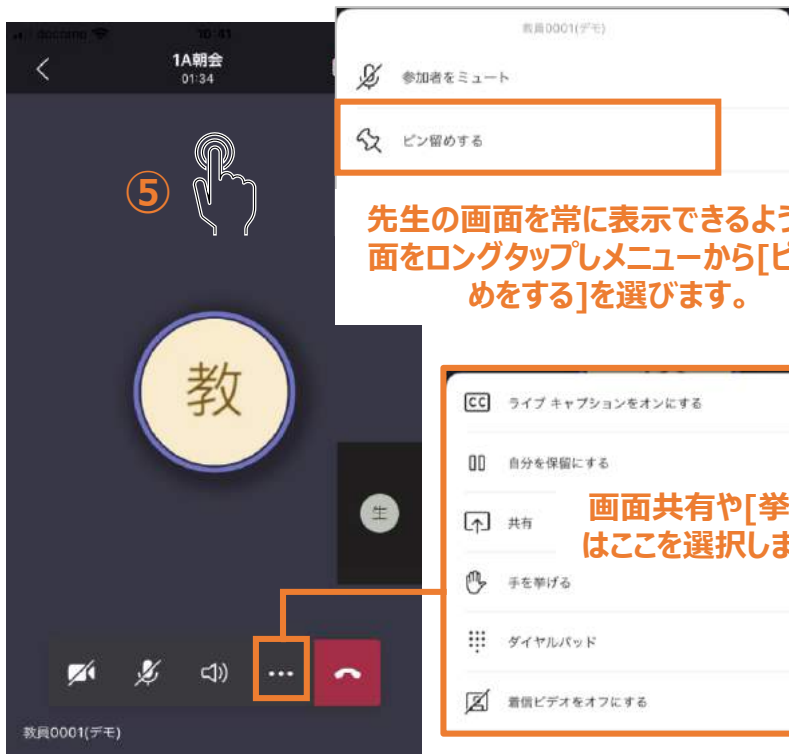 docomo 10:41
1A朝会
01:34
⑤
教
生
教員0001(デモ)
教員0001(デモ)
参加者をミュート
ピン留めする
先生の画面を常に表示できるよう
面をロングタップしメニューから[ピ
めをする]を選びます。
CC ライブ キャプションをオンにする
自分を保留にする
共有
画面共有や[挙
はここを選択しま
手を挙げる
ダイヤルパッド
着信ビデオをオフにする